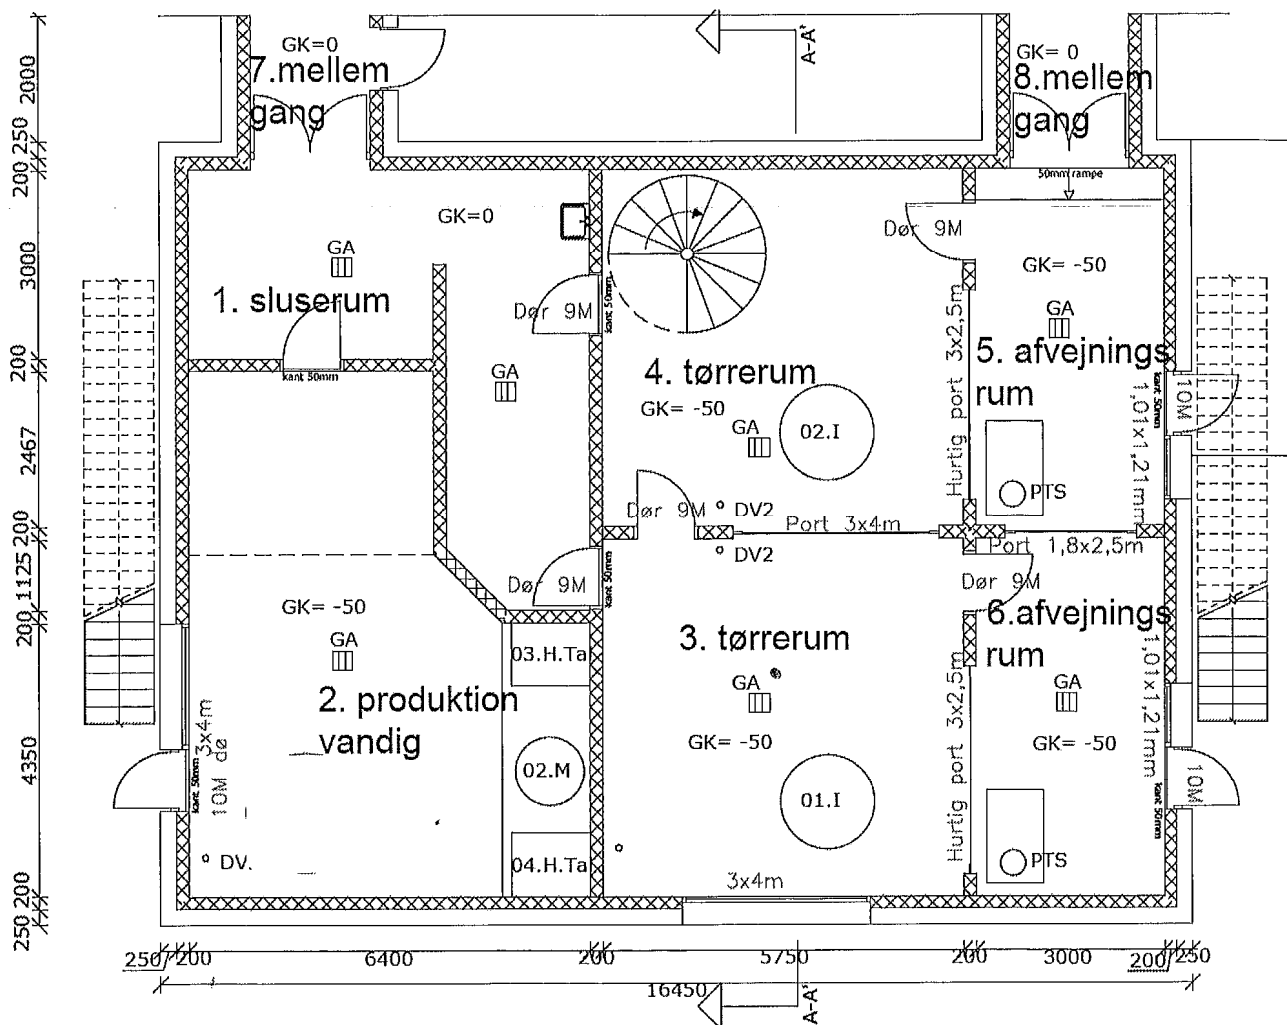 GK=0
7.mellem
gang
A-A'
GK= 0
8.mellem
gang
2000
250
200
3000
200
2467
200
1125
200
4350
200
250
50mm rampe
GK=0
GA
1. sluserum
kant 50mm
Dør 9M
kant 50mm
GA
Dør 9M
GK= -50
GA
5. afvejnings
rum
Hurtig port 3x2,5m
4. tørrerum
GK= -50
GA
02.I
kant 50mm
10M
1,01x1,21mm
PTS
Dør 9M
DV2
Port 3x4m
DV2
Port 1,8x2,5m
Dør 9M
kant 50mm
Dør 9M
6.afvejnings
rum
GK= -50
GA
03.H.Ta
3. tørrerum
GA
GK= -50
2. produktion
vandig
3x4m
10M dø
kant 50mm
02.M
Hurtig port 3x2,5m
GA
GK= -50
1,01x1,21mm
10M
kant 50mm
01.I
DV.
04.H.Ta
PTS
3x4m
250
200
6400
200
5750
200
3000
200
250
16450
A-A'